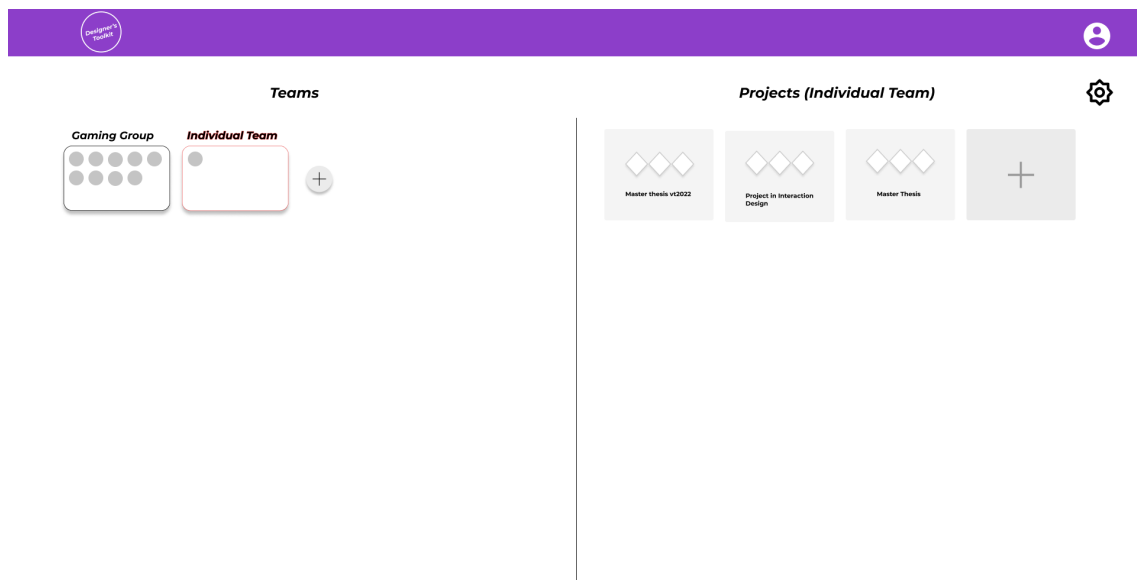 Designer's
Toolkit
Teams
Projects (Individual Team)
Gaming Group
Individual Team
Master thesis vt2022
Project in Interaction
Design
Master Thesis